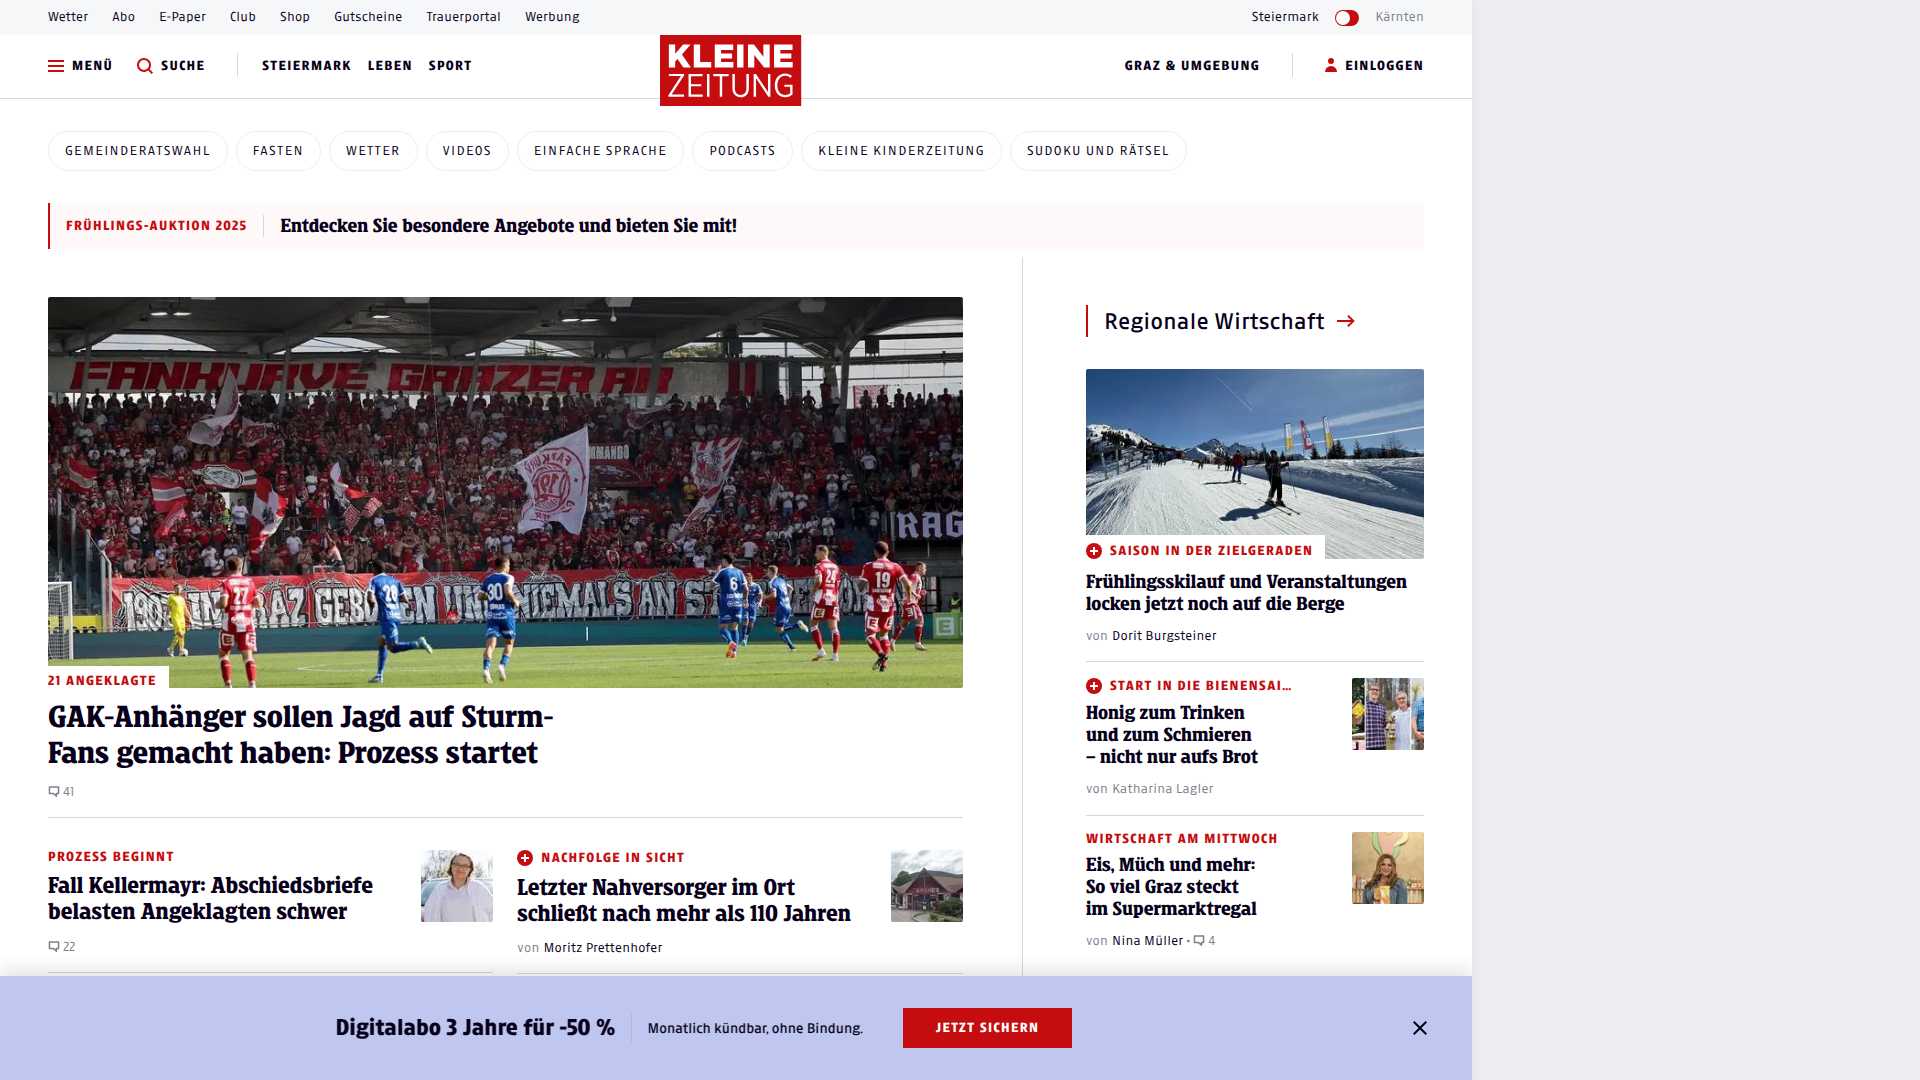 Wetter Abo E-Paper Club Shop Gutscheine Trauerportal Werbung Steiermark Kärnten
MENÜ SUCHE STEIERMARK LEBEN SPORT KLEINE ZEITUNG GRAZ & UMGEBUNG EINLOGGEN
GEMEINDERATSWAHL FASTEN WETTER VIDEOS EINFACHE SPRACHE PODCASTS KLEINE KINDERZEITUNG SUDOKU UND RÄTSEL
FRÜHLINGS-AUKTION 2025 Entdecken Sie besondere Angebote und bieten Sie mit!
21 ANGEKLAGTE
GAK-Anhänger sollen Jagd auf Sturm-
Fans gemacht haben: Prozess startet
41
PROZESS BEGINNT
Fall Kellermayr: Abschiedsbriefe
belasten Angeklagten schwer
22
NACHFOLGE IN SICHT
Letzter Nahversorger im Ort
schließt nach mehr als 110 Jahren
von Moritz Prettenhofer
Regionale Wirtschaft
SAISON IN DER ZIELGERADEN
Frühlingsskilauf und Veranstaltungen
locken jetzt noch auf die Berge
von Dorit Burgsteiner
START IN DIE BIENENSAI...
Honig zum Trinken
und zum Schmieren
– nicht nur aufs Brot
von Katharina Lagler
WIRTSCHAFT AM MITTWOCH
Eis, Müch und mehr:
So viel Graz steckt
im Supermarktregal
von Nina Müller • 4
Digitalabo 3 Jahre für -50 % Monatlich kündbar, ohne Bindung. JETZT SICHERN